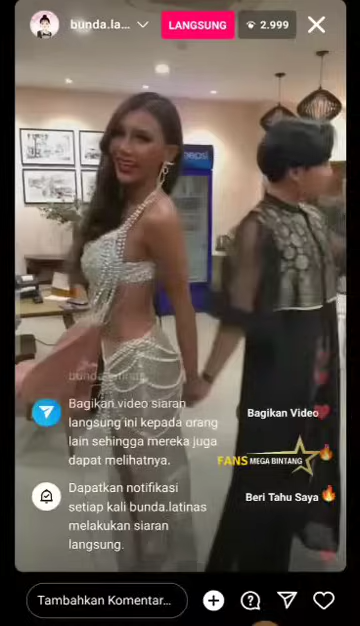 bunda.la...
LANGSUNG
2.999
pepsi
Bagikan video siaran
langsung ini kepada orang
lain sehingga mereka juga
dapat melihatnya.
Bagikan Video
FANS MEGA BINTANG
Dapatkan notifikasi
setiap kali bunda.latinas
melakukan siaran
langsung.
Beri Tahu Saya
Tambahkan Komentar...